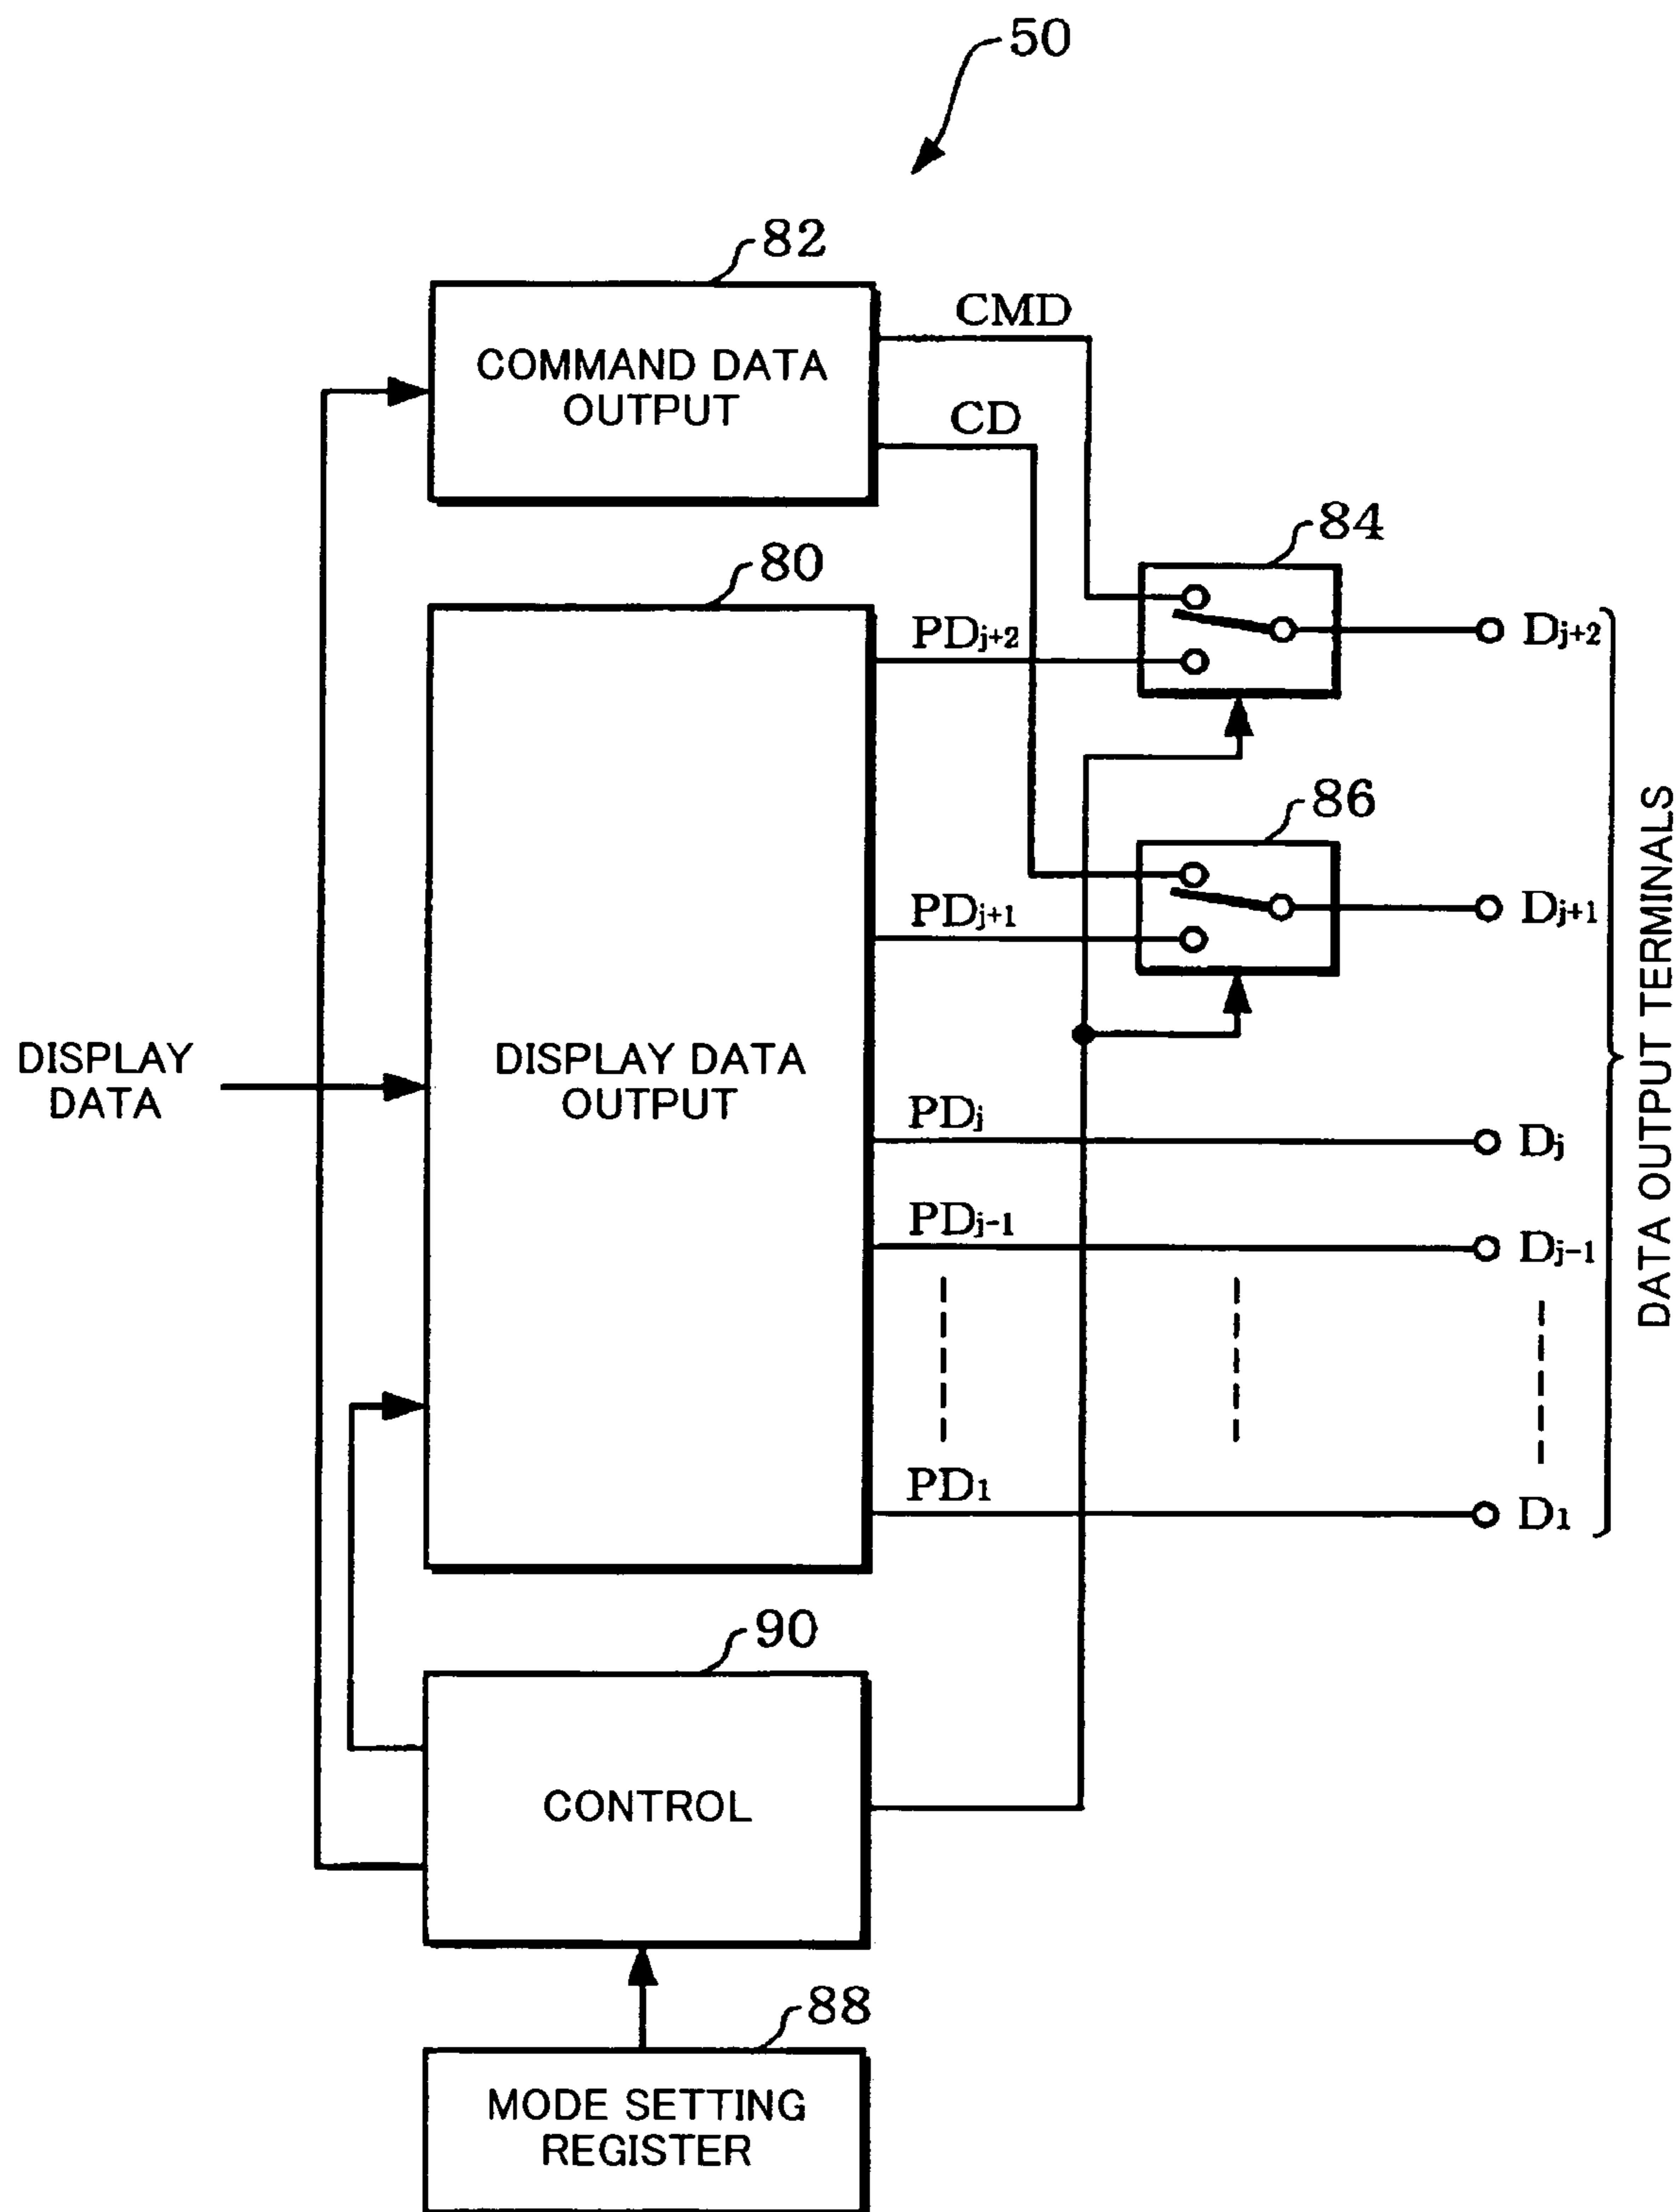 50
82
COMMAND DATA
OUTPUT
CMD
CD
84
80
PDj+2
Dj+2
86
PDj+1
Dj+1
DISPLAY
DATA
DISPLAY DATA
OUTPUT
PDj
Dj
PDj-1
Dj-1
PD1
D1
DATA OUTPUT TERMINALS
90
CONTROL
88
MODE SETTING
REGISTER